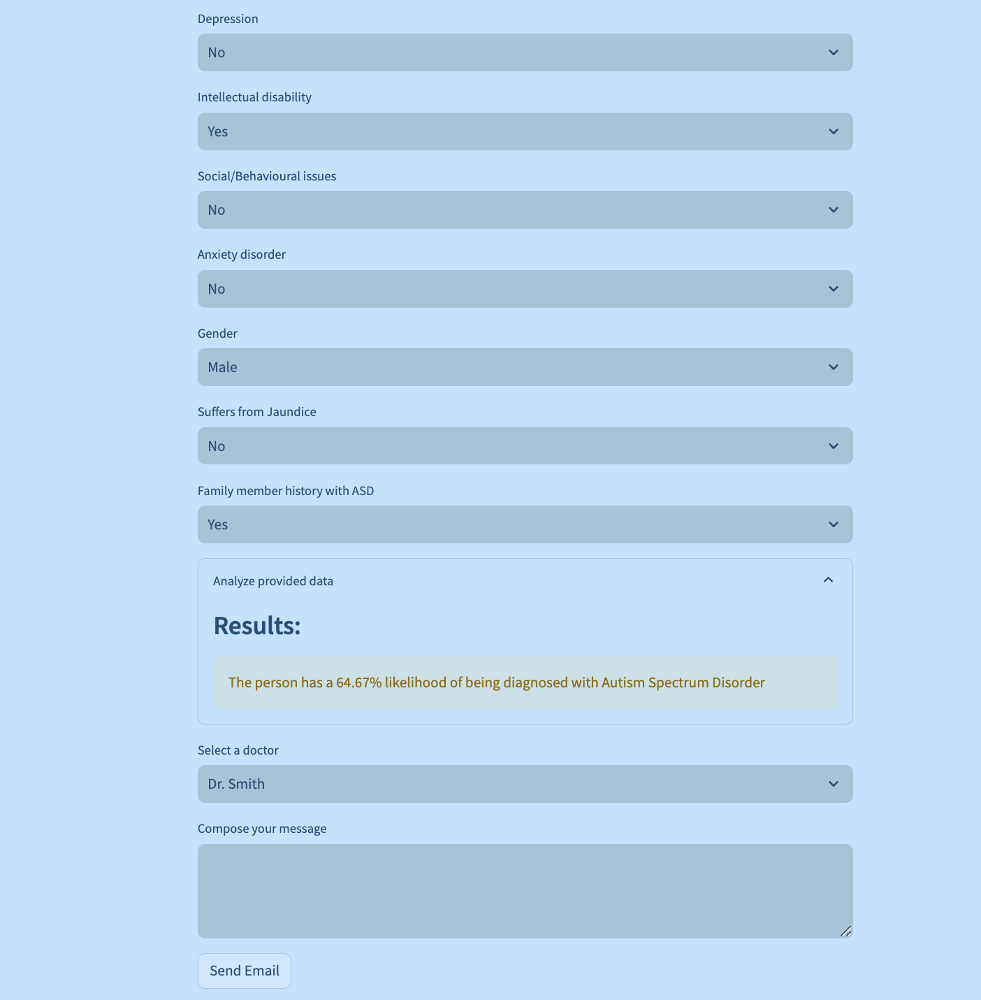 Depression
No
Intellectual disability
Yes
Social/Behavioural issues
No
Anxiety disorder
No
Gender
Male
Suffers from Jaundice
No
Family member history with ASD
Yes
Analyze provided data
Results:
The person has a 64.67% likelihood of being diagnosed with Autism Spectrum Disorder
Select a doctor
Dr. Smith
Compose your message
Send Email